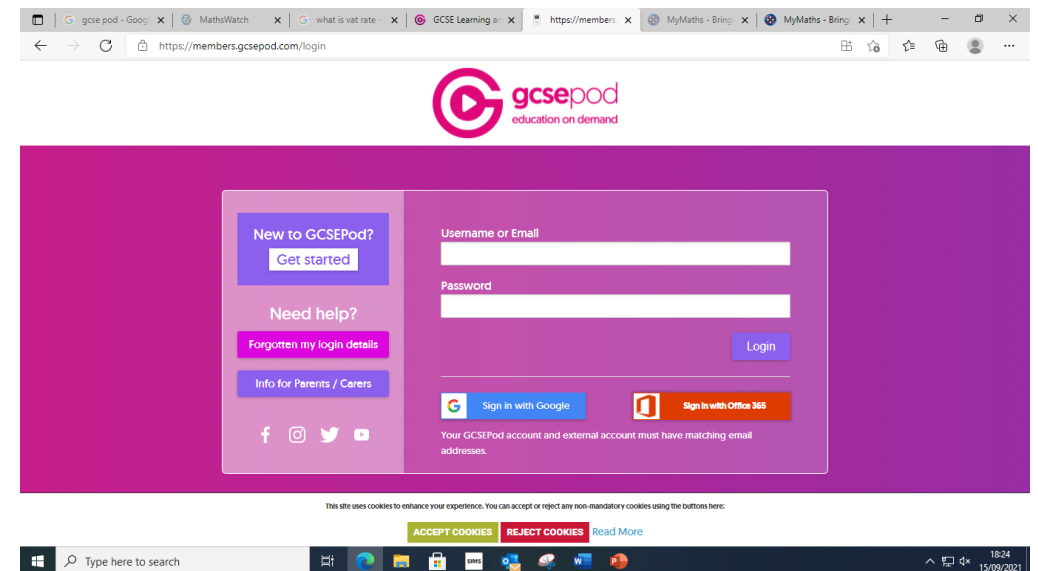 gcse pod - Googl
MathsWatch
what is vat rate -
GCSE Learning an
https://members.
MyMaths - Bring
MyMaths - Bring
https://members.gcsepod.com/login
gcsepod
education on demand
New to GCSEPod?
Get started
Need help?
Forgotten my login details
Info for Parents / Carers
Username or Email
Password
Login
Sign in with Google
Sign in with Office 365
Your GCSEPod account and external account must have matching email
addresses.
This site uses cookies to enhance your experience. You can accept or reject any non-mandatory cookies using the buttons here:
ACCEPT COOKIES REJECT COOKIES Read More
Type here to search
SIMS
18:24
15/09/2021